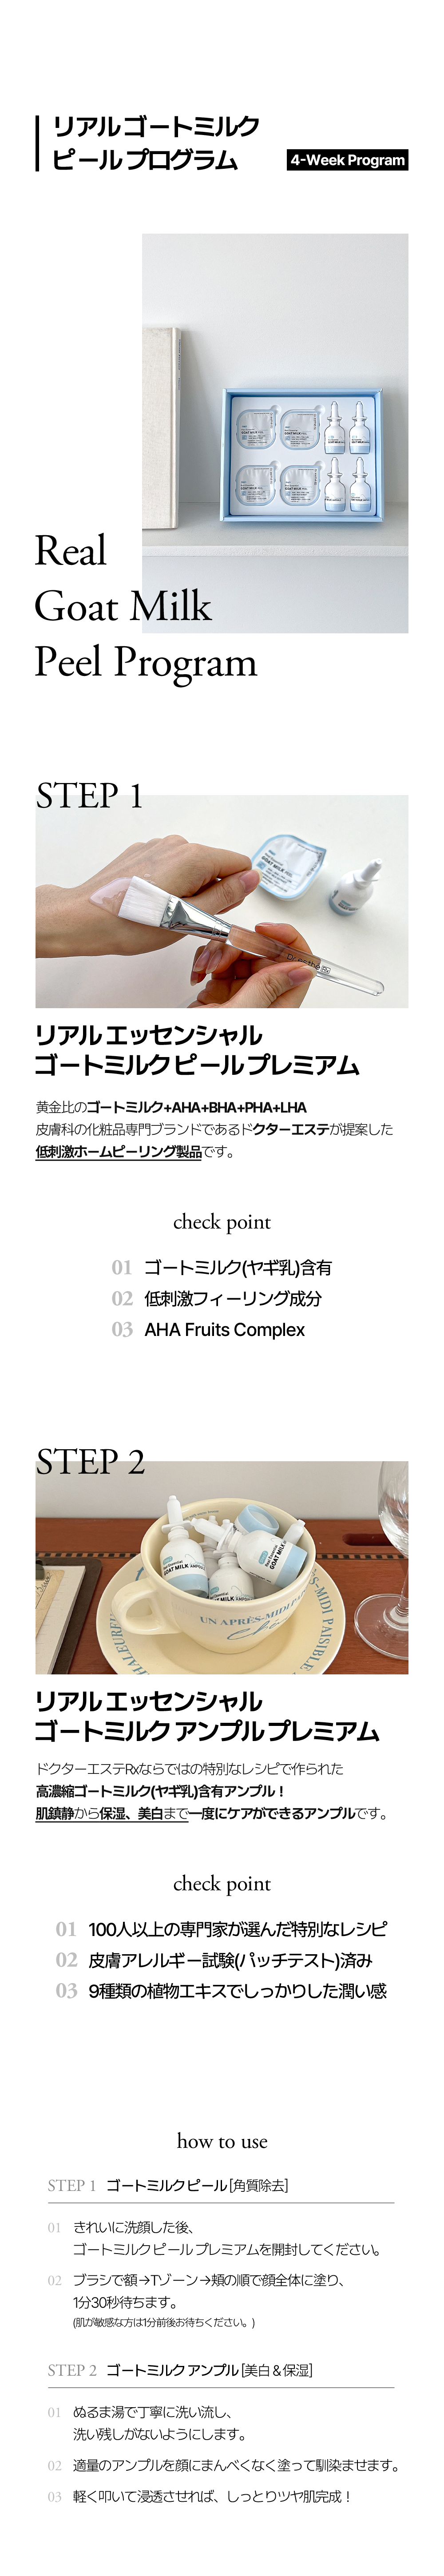 リアルゴートミルク
ピールプログラム
4-Week Program
GOAT MILK
Real
Goat Milk
Peel Program
STEP 1
GOAT MILK
リアル エッセンシャル
ゴートミルクピールプレミアム
黄金比のゴートミルク+AHA+BHA+PHA+LHA
皮膚科の化粧品専門ブランドであるドクターエステが提案した
低刺激ホームピーリング製品です。
check point
01 ゴートミルク(ヤギ乳)含有
02 低刺激フィーリング成分
03 AHA Fruits Complex
STEP 2
GOAT MILK
GOAT MILK AMPOULE
UN APRÈS-MIDI PAISIBLE
リアル エッセンシャル
ゴートミルク アンプルプレミアム
ドクターエステRxならではの特別なレシピで作られた
高濃縮ゴートミルク(ヤギ乳)含有アンプル！
肌鎮静から保湿、美白まで一度にケアができるアンプルです。
check point
01 100人以上の専門家が選んだ特別なレシピ
02 皮膚アレルギー試験(パッチテスト)済み
03 9種類の植物エキスでしっかりした潤い感
how to use
STEP 1 ゴートミルクピール [角質除去]
01 きれいに洗顔した後、
ゴートミルクピールプレミアムを開封してください。
02 ブラシで額→Tゾーン→頬の順で顔全体に塗り、
1分30秒待ちます。
(肌が敏感な方は1分前後お待ちください。)
STEP 2 ゴートミルクアンプル [美白＆保湿]
01 ぬるま湯で丁寧に洗い流し、
洗い残しがないようにします。
02 適量のアンプルを顔にまんべくなく塗って馴染ませます。
03 軽く叩いて浸透させれば、しっとりツヤ肌完成！